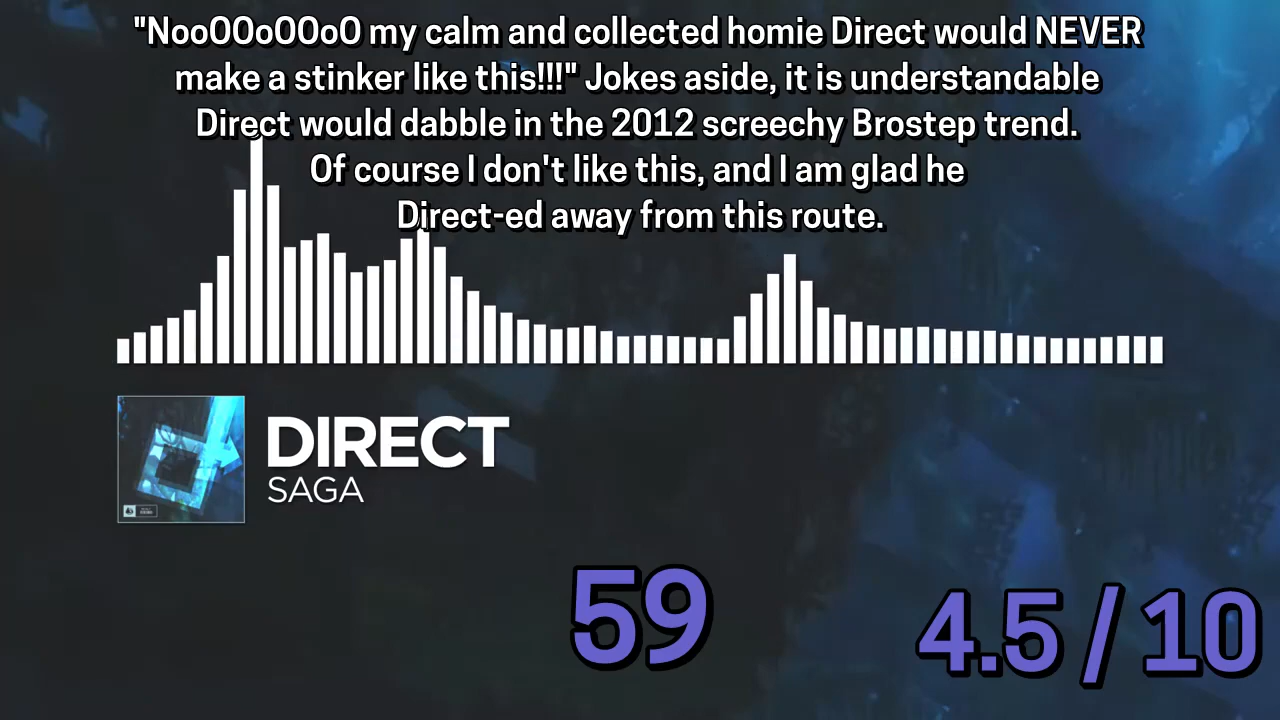 "NooOOoOOoO my calm and collected homie Direct would NEVER
make a stinker like this!!!" Jokes aside, it is understandable
Direct would dabble in the 2012 screechy Brostep trend.
Of course I don't like this, and I am glad he
Direct-ed away from this route.
DIRECT
SAGA
59
4.5 / 10